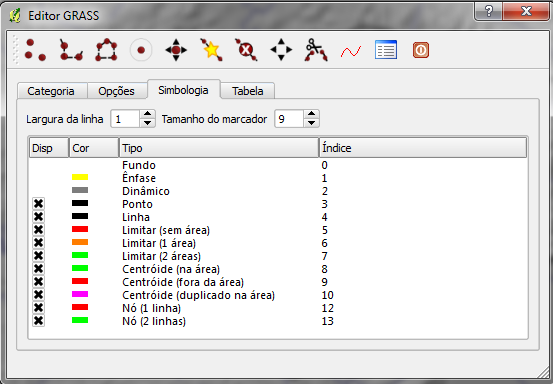 Editor GRASS
Categoria Opções Simbologia Tabela
Largura da linha 1 Tamanho do marcador 9
Disp Cor Tipo Índice
Fundo 0
Ênfase 1
Dinâmico 2
Ponto 3
Linha 4
Limitar (sem área) 5
Limitar (1 área) 6
Limitar (2 áreas) 7
Centróide (na área) 8
Centróide (fora da área) 9
Centróide (duplicado na área) 10
Nó (1 linha) 12
Nó (2 linhas) 13